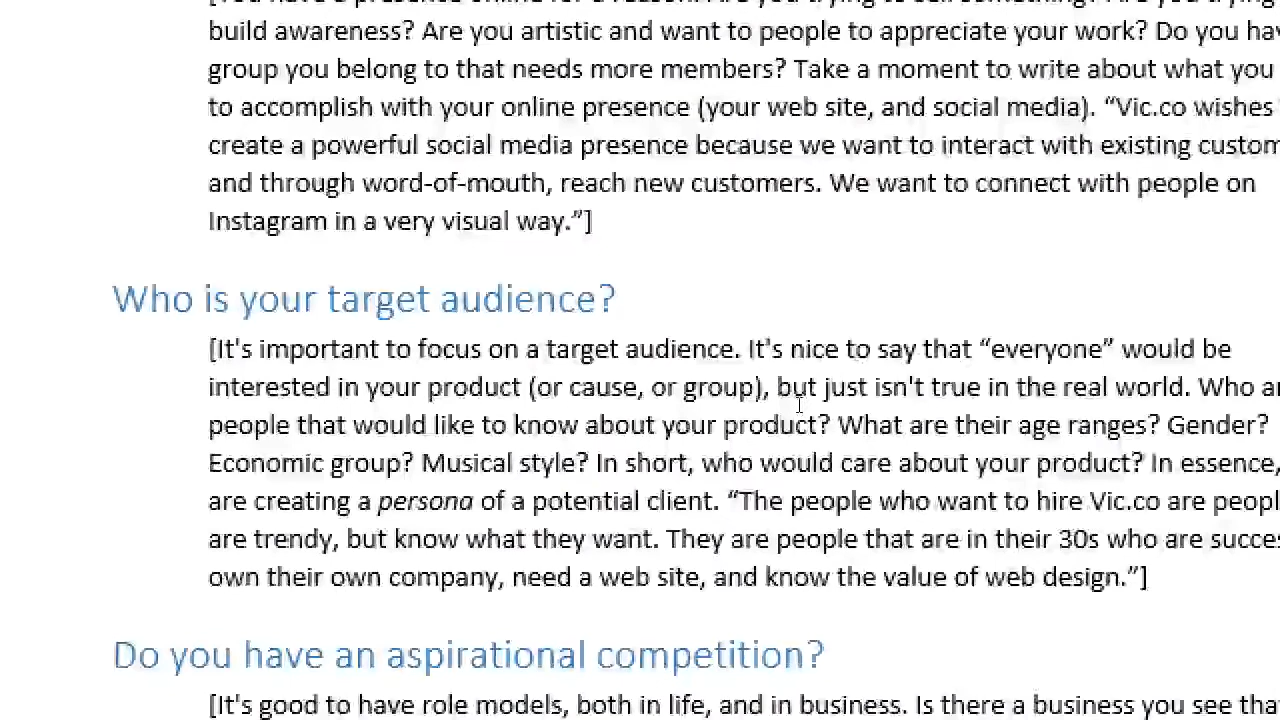 build awareness? Are you artistic and want to people to appreciate your work? Do you
group you belong to that needs more members? Take a moment to write about what you
to accomplish with your online presence (your web site, and social media). “Vic.co wishes
create a powerful social media presence because we want to interact with existing
and through word-of-mouth, reach new customers. We want to connect with people on
Instagram in a very visual way.”]
Who is your target audience?
[It's important to focus on a target audience. It's nice to say that “everyone” would be
interested in your product (or cause, or group), but just isn't true in the real world. Who
people that would like to know about your product? What are their age ranges? Gender?
Economic group? Musical style? In short, who would care about your product? In essence,
are creating a persona of a potential client. “The people who want to hire Vic.co are
are trendy, but know what they want. They are people that are in their 30s who are
own their own company, need a web site, and know the value of web design.”]
Do you have an aspirational competition?
[It's good to have role models, both in life, and in business. Is there a business you see